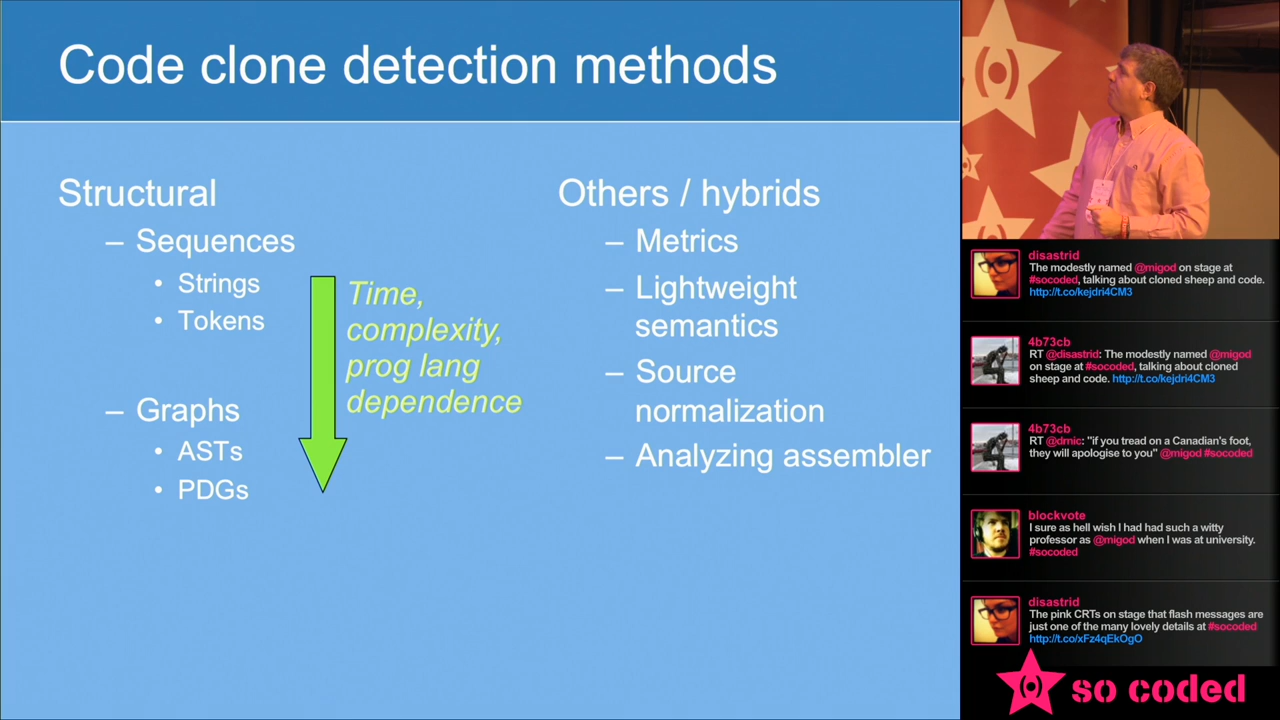 Code clone detection methods
Structural
– Sequences
• Strings
• Tokens
– Graphs
• ASTs
• PDGs
Time,
complexity,
prog lang
dependence
Others / hybrids
– Metrics
– Lightweight
semantics
– Source
normalization
– Analyzing assembler
disastrid
The modestly named @migod on stage at
#socoded, talking about cloned sheep and code.
http://t.co/kejdri4CM3
4b73cb
RT @disastrid: The modestly named @migod
on stage at #socoded, talking about cloned
sheep and code. http://t.co/kejdri4CM3
4b73cb
RT @drnic: "if you tread on a Canadian's foot,
they will apologise to you" @migod #socoded
blockvote
I sure as hell wish I had had such a witty
professor as @migod when I was at university.
#socoded
disastrid
The pink CRTs on stage that flash messages are
just one of the many lovely details at #socoded
http://t.co/xFz4qEkOgO
so coded